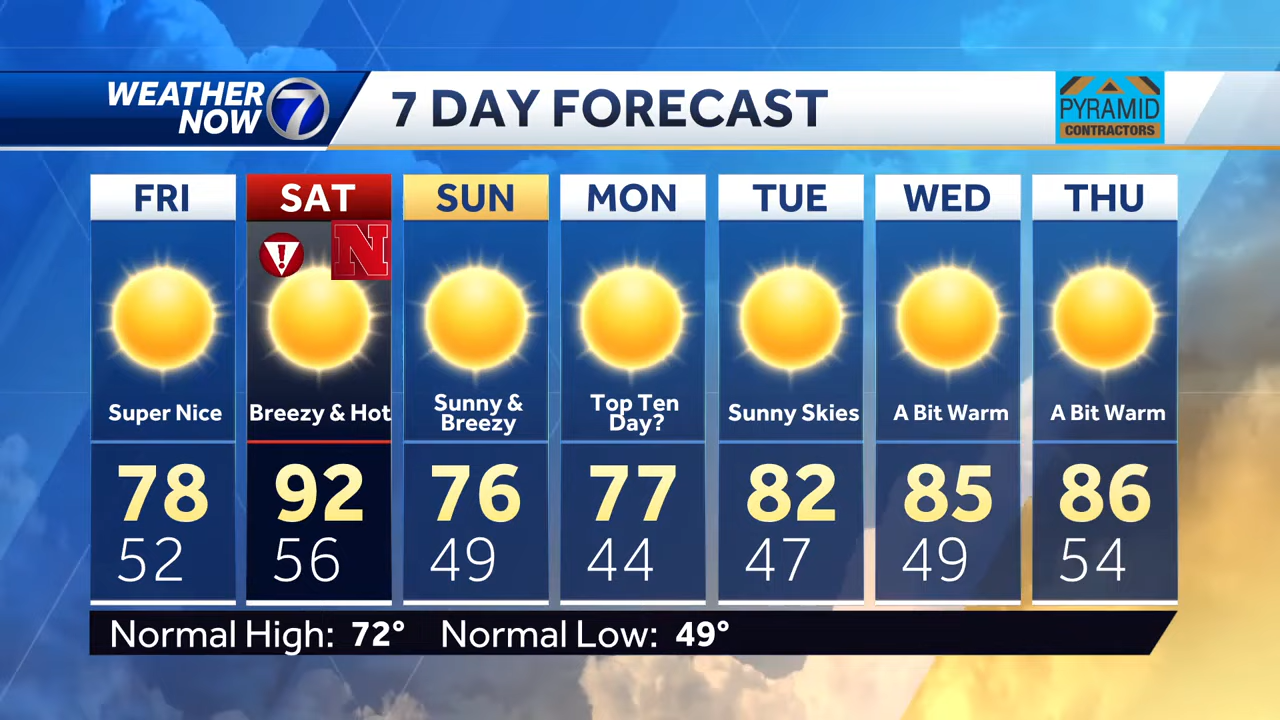 WEATHER
NOW 7
7 DAY FORECAST
PYRAMID
CONTRACTORS
FRI
Super Nice
78
52
SAT
!
N
Breezy & Hot
92
56
SUN
Sunny &
Breezy
76
49
MON
Top Ten
Day?
77
44
TUE
Sunny Skies
82
47
WED
A Bit Warm
85
49
THU
A Bit Warm
86
54
Normal High: 72° Normal Low: 49°